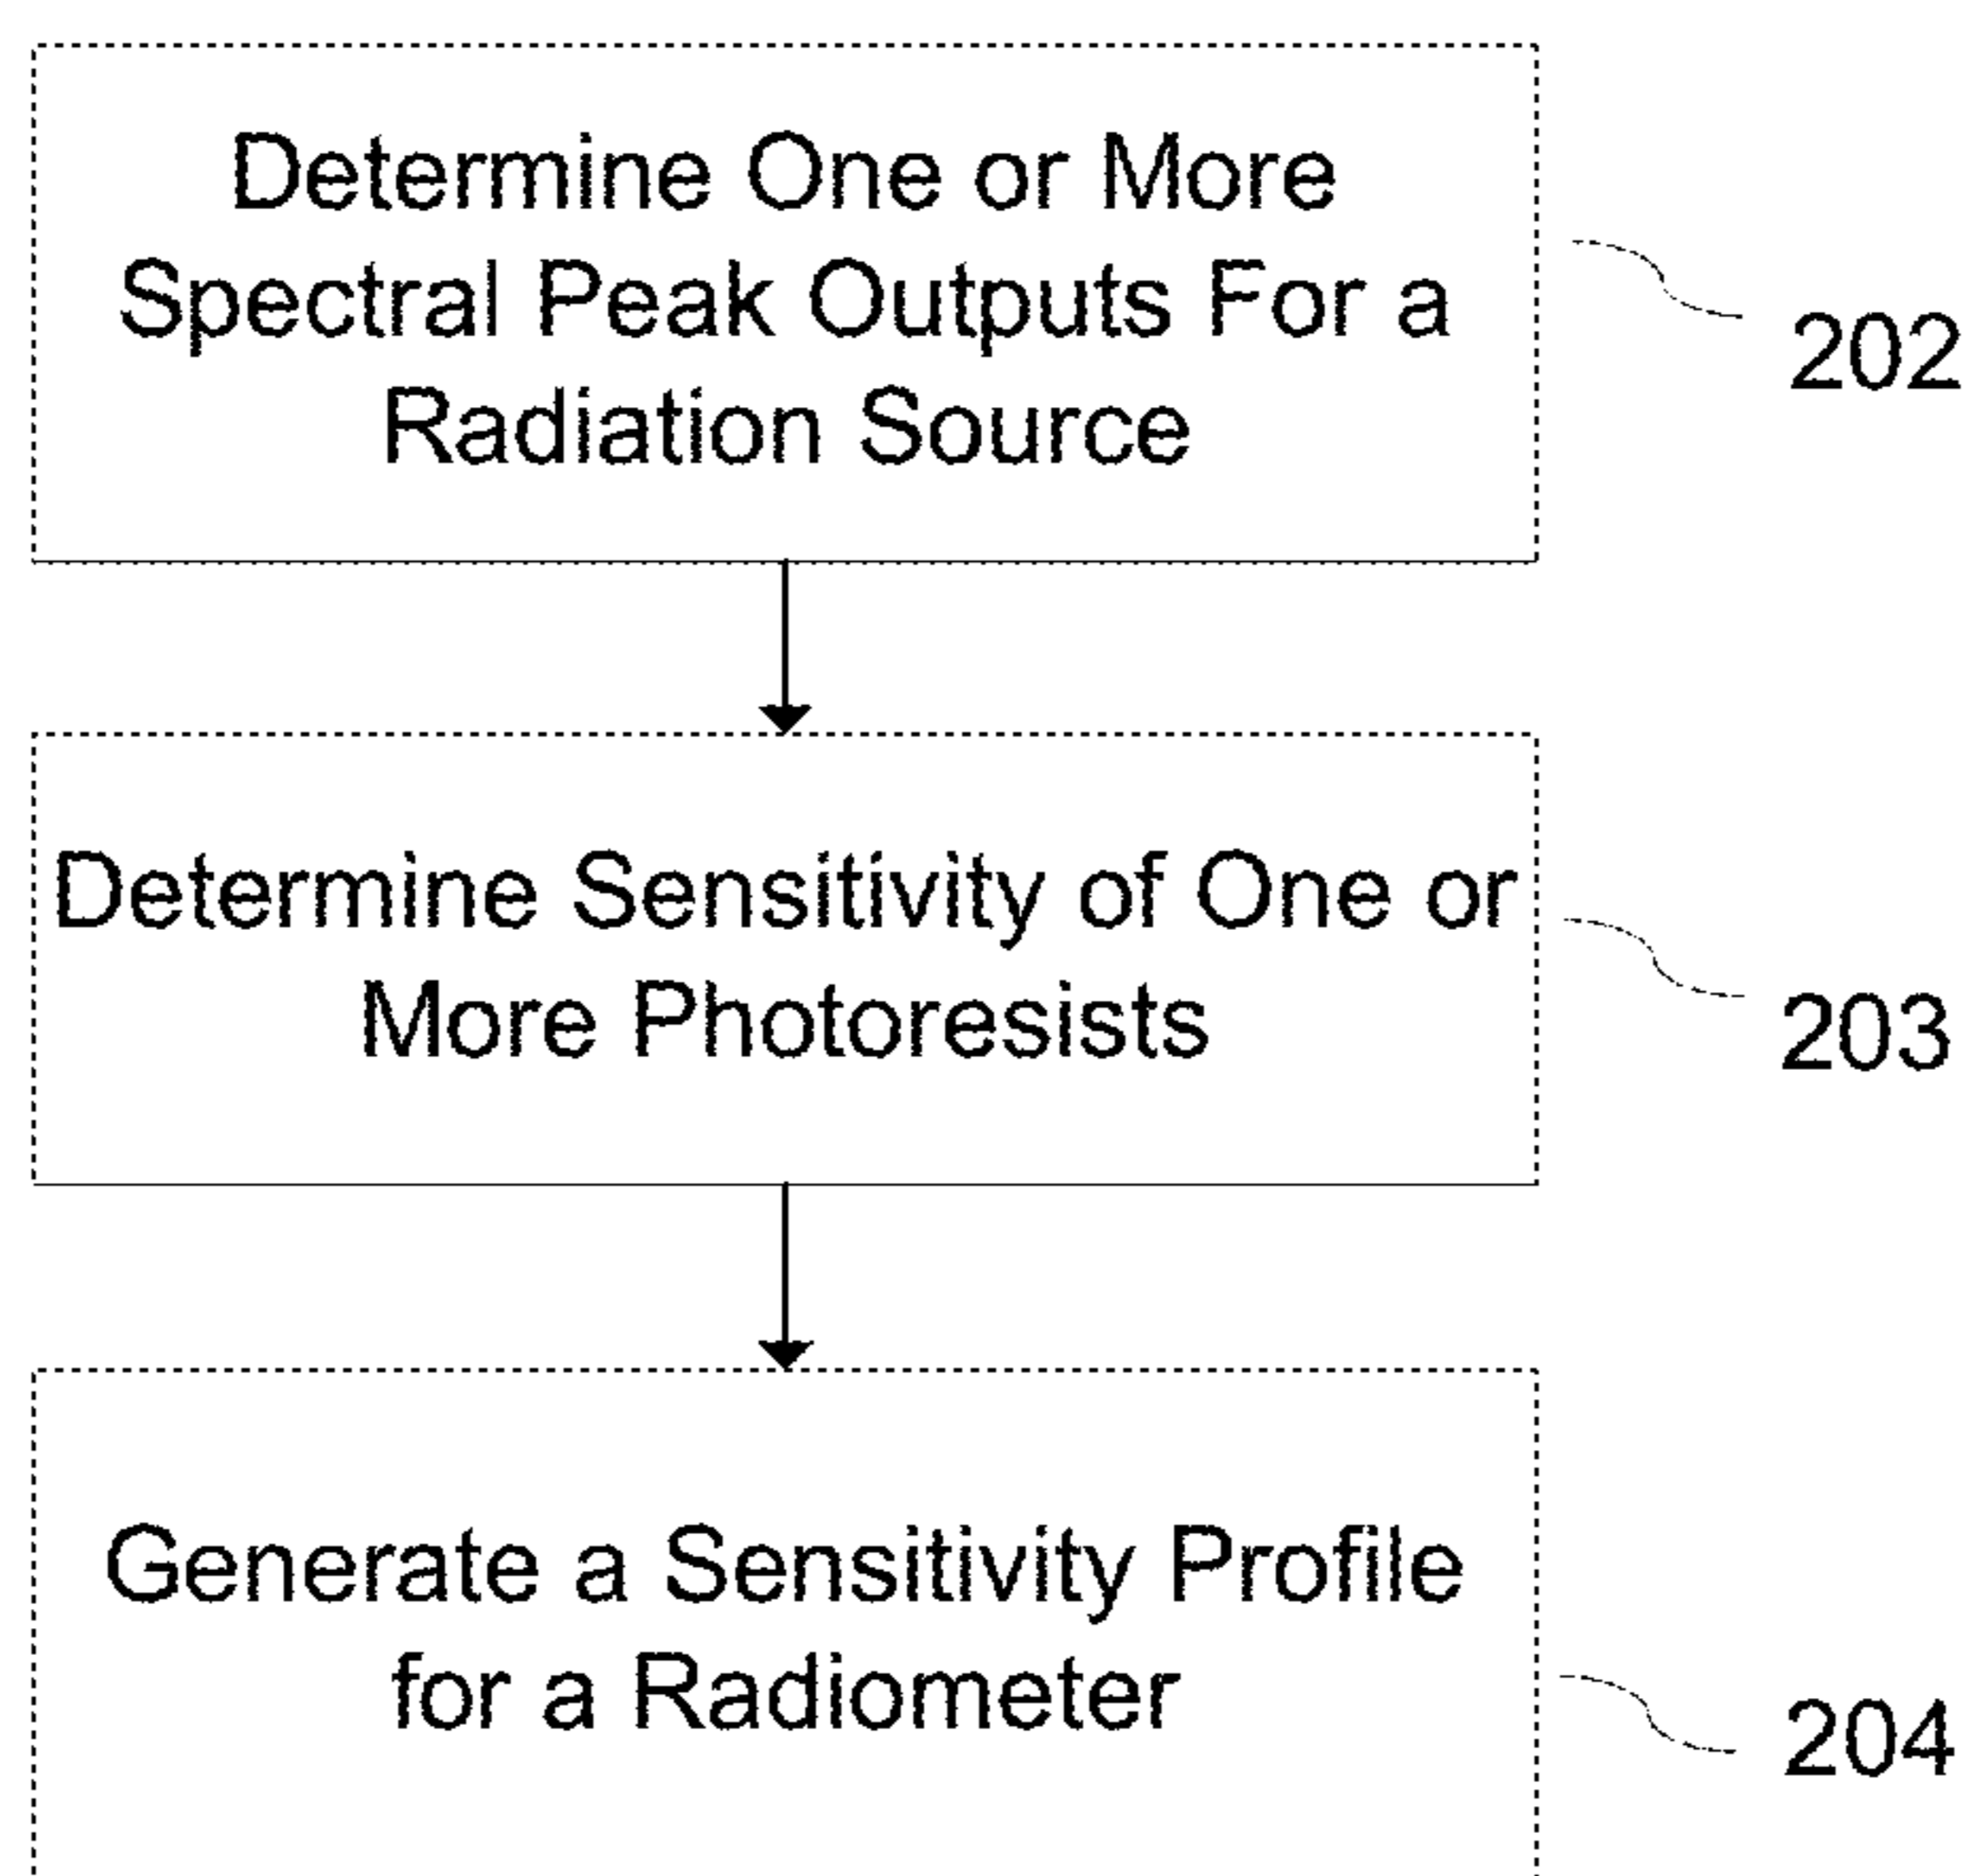 Determine One or More
Spectral Peak Outputs For a
Radiation Source
202
Determine Sensitivity of One or
More Photoresists
203
Generate a Sensitivity Profile
for a Radiometer
204